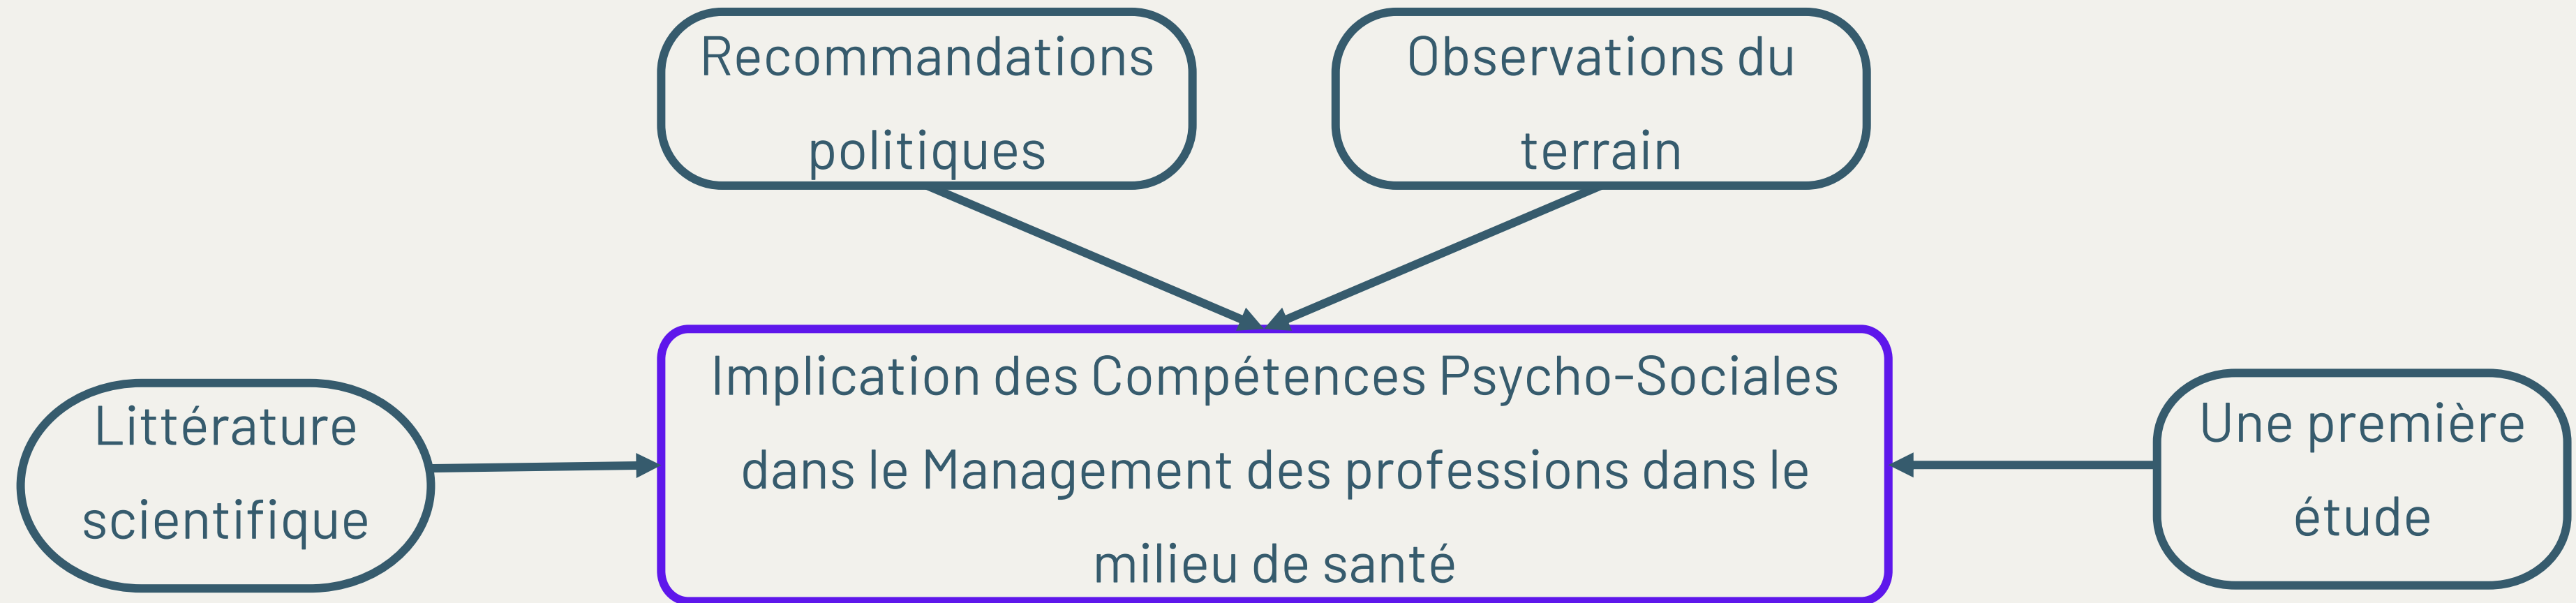 Recommandations
politiques
Observations du
terrain
Littérature
scientifique
Implication des Compétences Psycho-Sociales
dans le Management des professions dans le
milieu de santé
Une première
étude